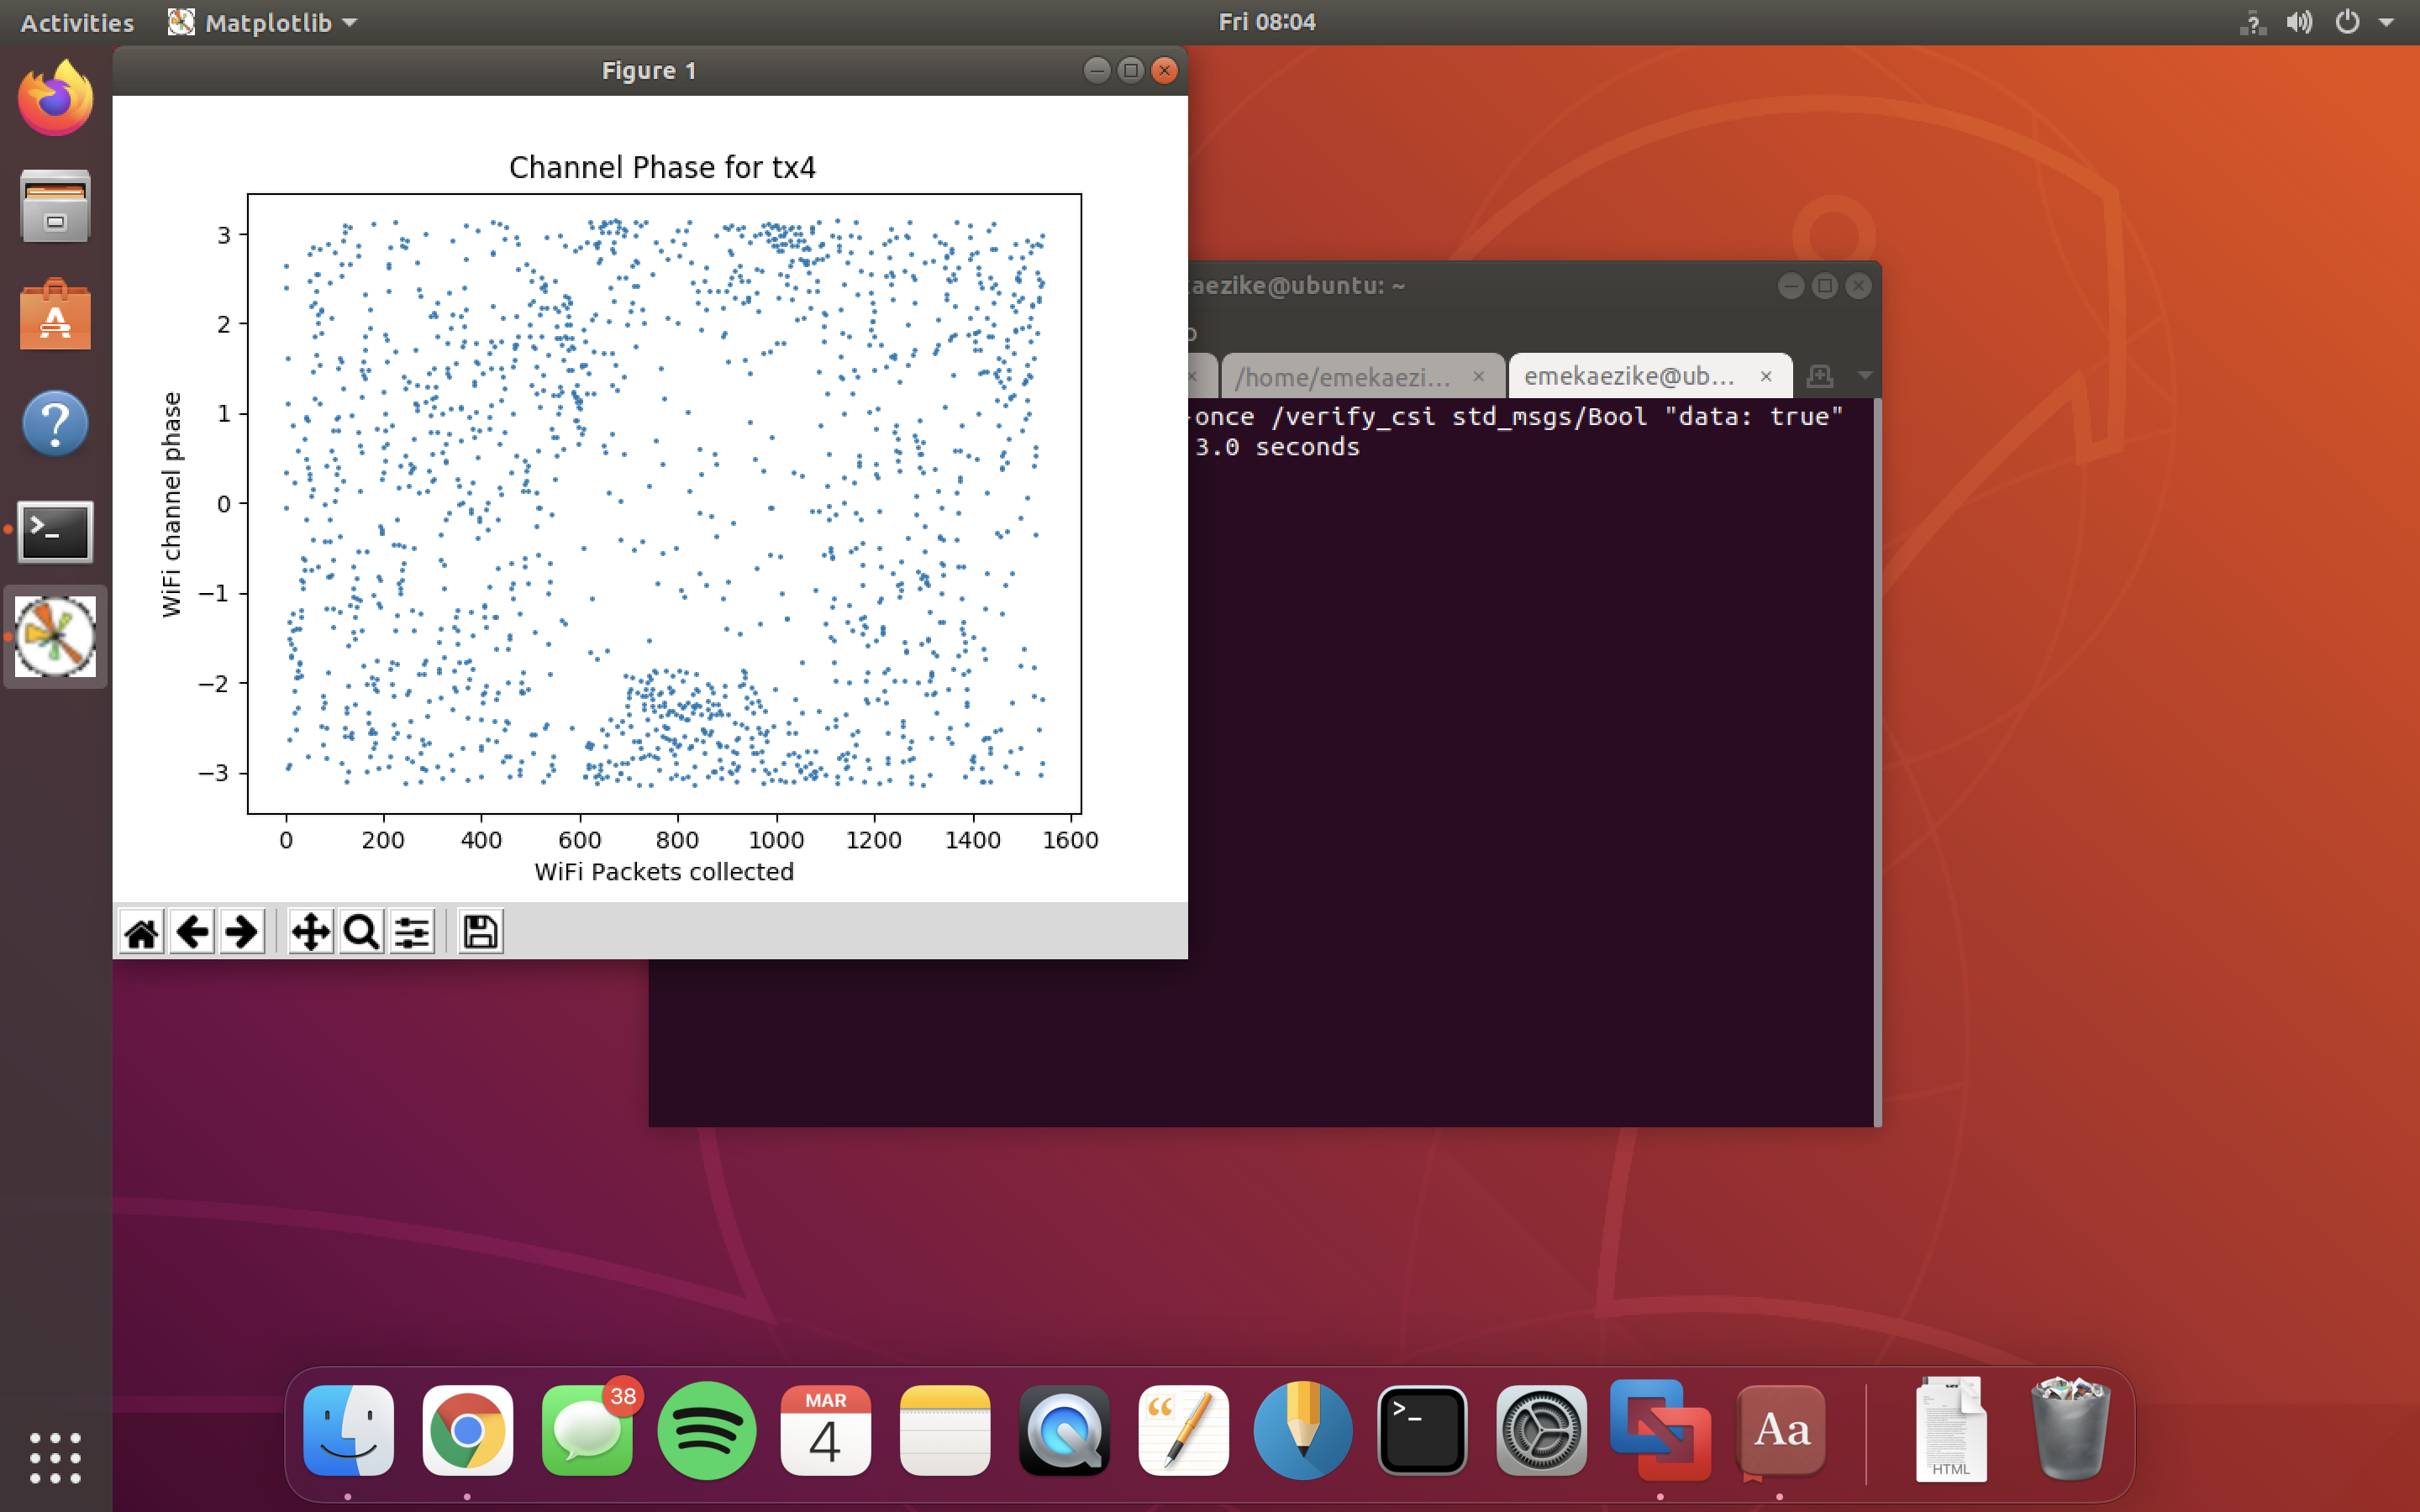 Activities
Matplotlib
Fri 08:04
?
Figure 1
Channel Phase for tx4
3
2
1
0
−1
−2
−3
WiFi channel phase
0 200 400 600 800 1000 1200 1400 1600
WiFi Packets collected
aezike@ubuntu: ~
/home/emekaezi... ×
emekaezike@ub... ×
-once /verify_csi std_msgs/Bool "data: true"
3.0 seconds
A
?
>_
38
MAR
4
>_
Aa
HTML